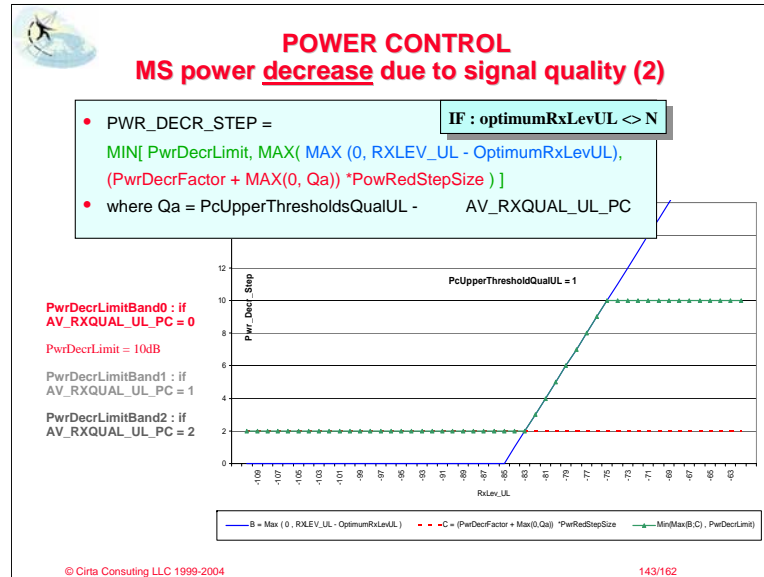 POWER CONTROL
MS power decrease due to signal quality (2)
IF : optimumRxLevUL <> N
• PWR_DECR_STEP =
MIN[ PwrDecrLimit, MAX( MAX (0, RXLEV_UL - OptimumRxLevUL),
(PwrDecrFactor + MAX(0, Qa)) *PowRedStepSize ) ]
• where Qa = PcUpperThresholdsQualUL - AV_RXQUAL_UL_PC
PwrDecrLimitBand0 : if
AV_RXQUAL_UL_PC = 0
PwrDecrLimit = 10dB
PwrDecrLimitBand1 : if
AV_RXQUAL_UL_PC = 1
PwrDecrLimitBand2 : if
AV_RXQUAL_UL_PC = 2
PcUpperThresholdQualUL = 1
Pwr_Decr_Step
12
10
8
6
4
2
0
-109 -107 -105 -103 -101 -99 -97 -95 -93 -91 -89 -87 -85 -83 -81 -79 -77 -75 -73 -71 -69 -67 -65 -63
RxLev_UL
B = Max ( 0 , RXLEV_UL - OptimumRxLevUL ) C = (PwrDecrFactor + Max(0,Qa)) *PwrRedStepSize Min(Max(B;C) , PwrDecrLimit)
© Cirta Consulting LLC 1999-2004
143/162